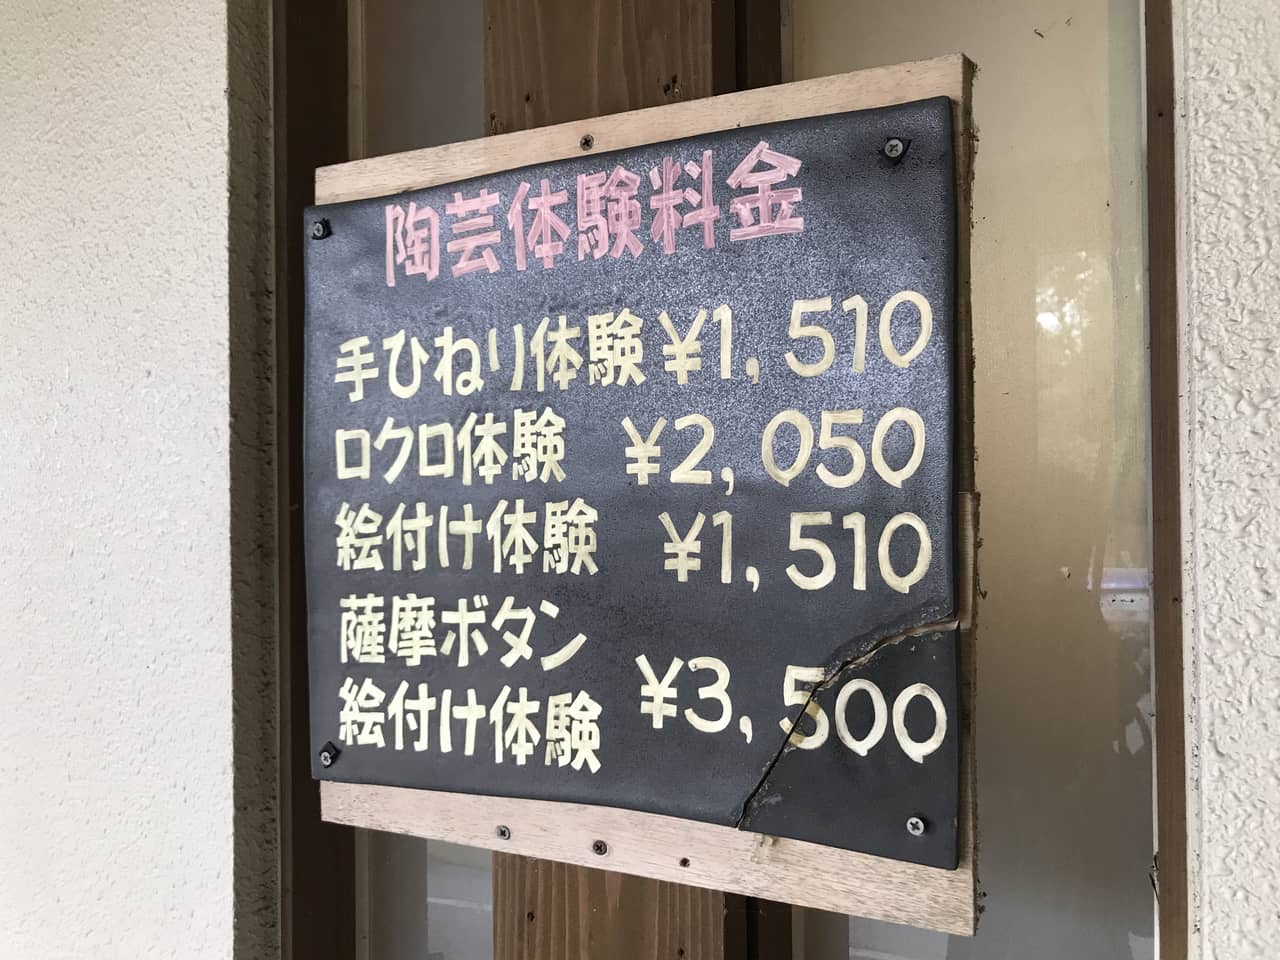 陶芸体験料金
手ひねり体験 ¥1,510
ロクロ体験 ¥2,050
絵付け体験 ¥1,510
薩摩ボタン
絵付け体験 ¥3,500